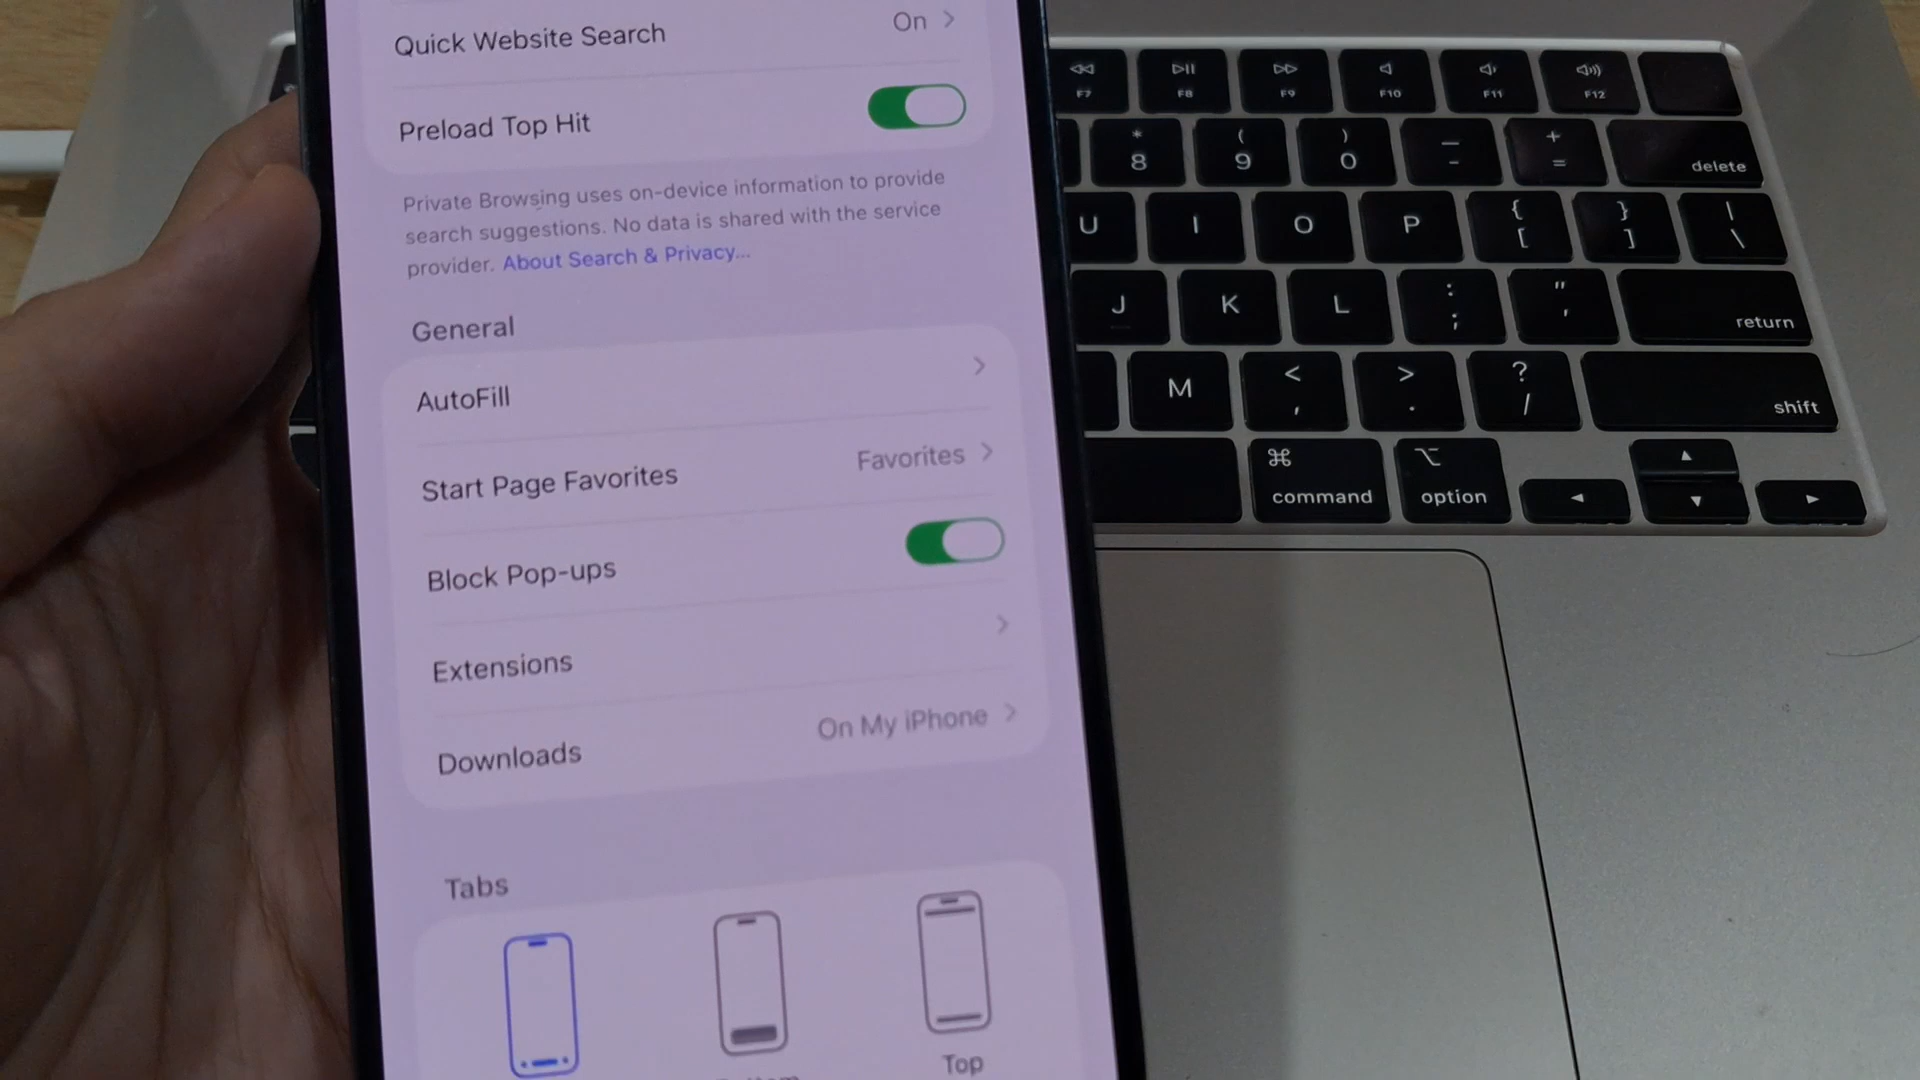 Quick Website Search On
Preload Top Hit
Private Browsing uses on-device information to provide
search suggestions. No data is shared with the service
provider. About Search & Privacy...
General
AutoFill
Start Page Favorites Favorites
Block Pop-ups
Extensions
Downloads On My iPhone
Tabs
Top
F7 F8 F9 F10 F11 F12
* ( ) — +
8 9 0 - = delete
U I O P { [ } ] | \
J K L : ; " ' return
M < , > . ? / shift
⌘ ⌥
command option